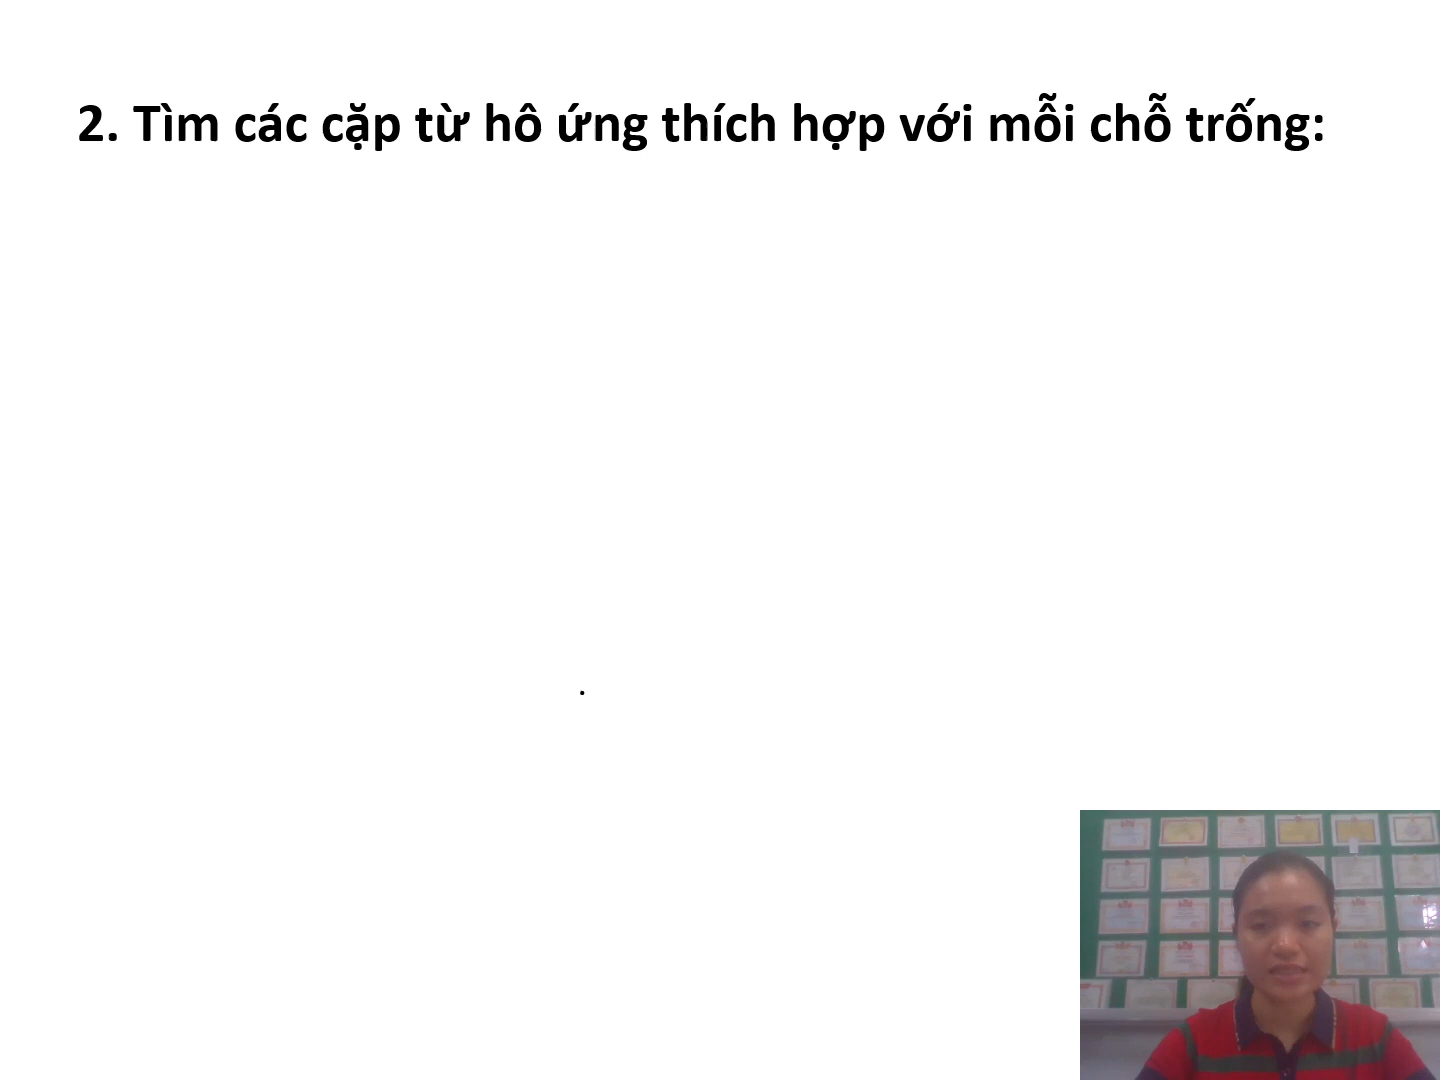 2. Tìm các cặp từ hô ứng thích hợp với mỗi chỗ trống:
.